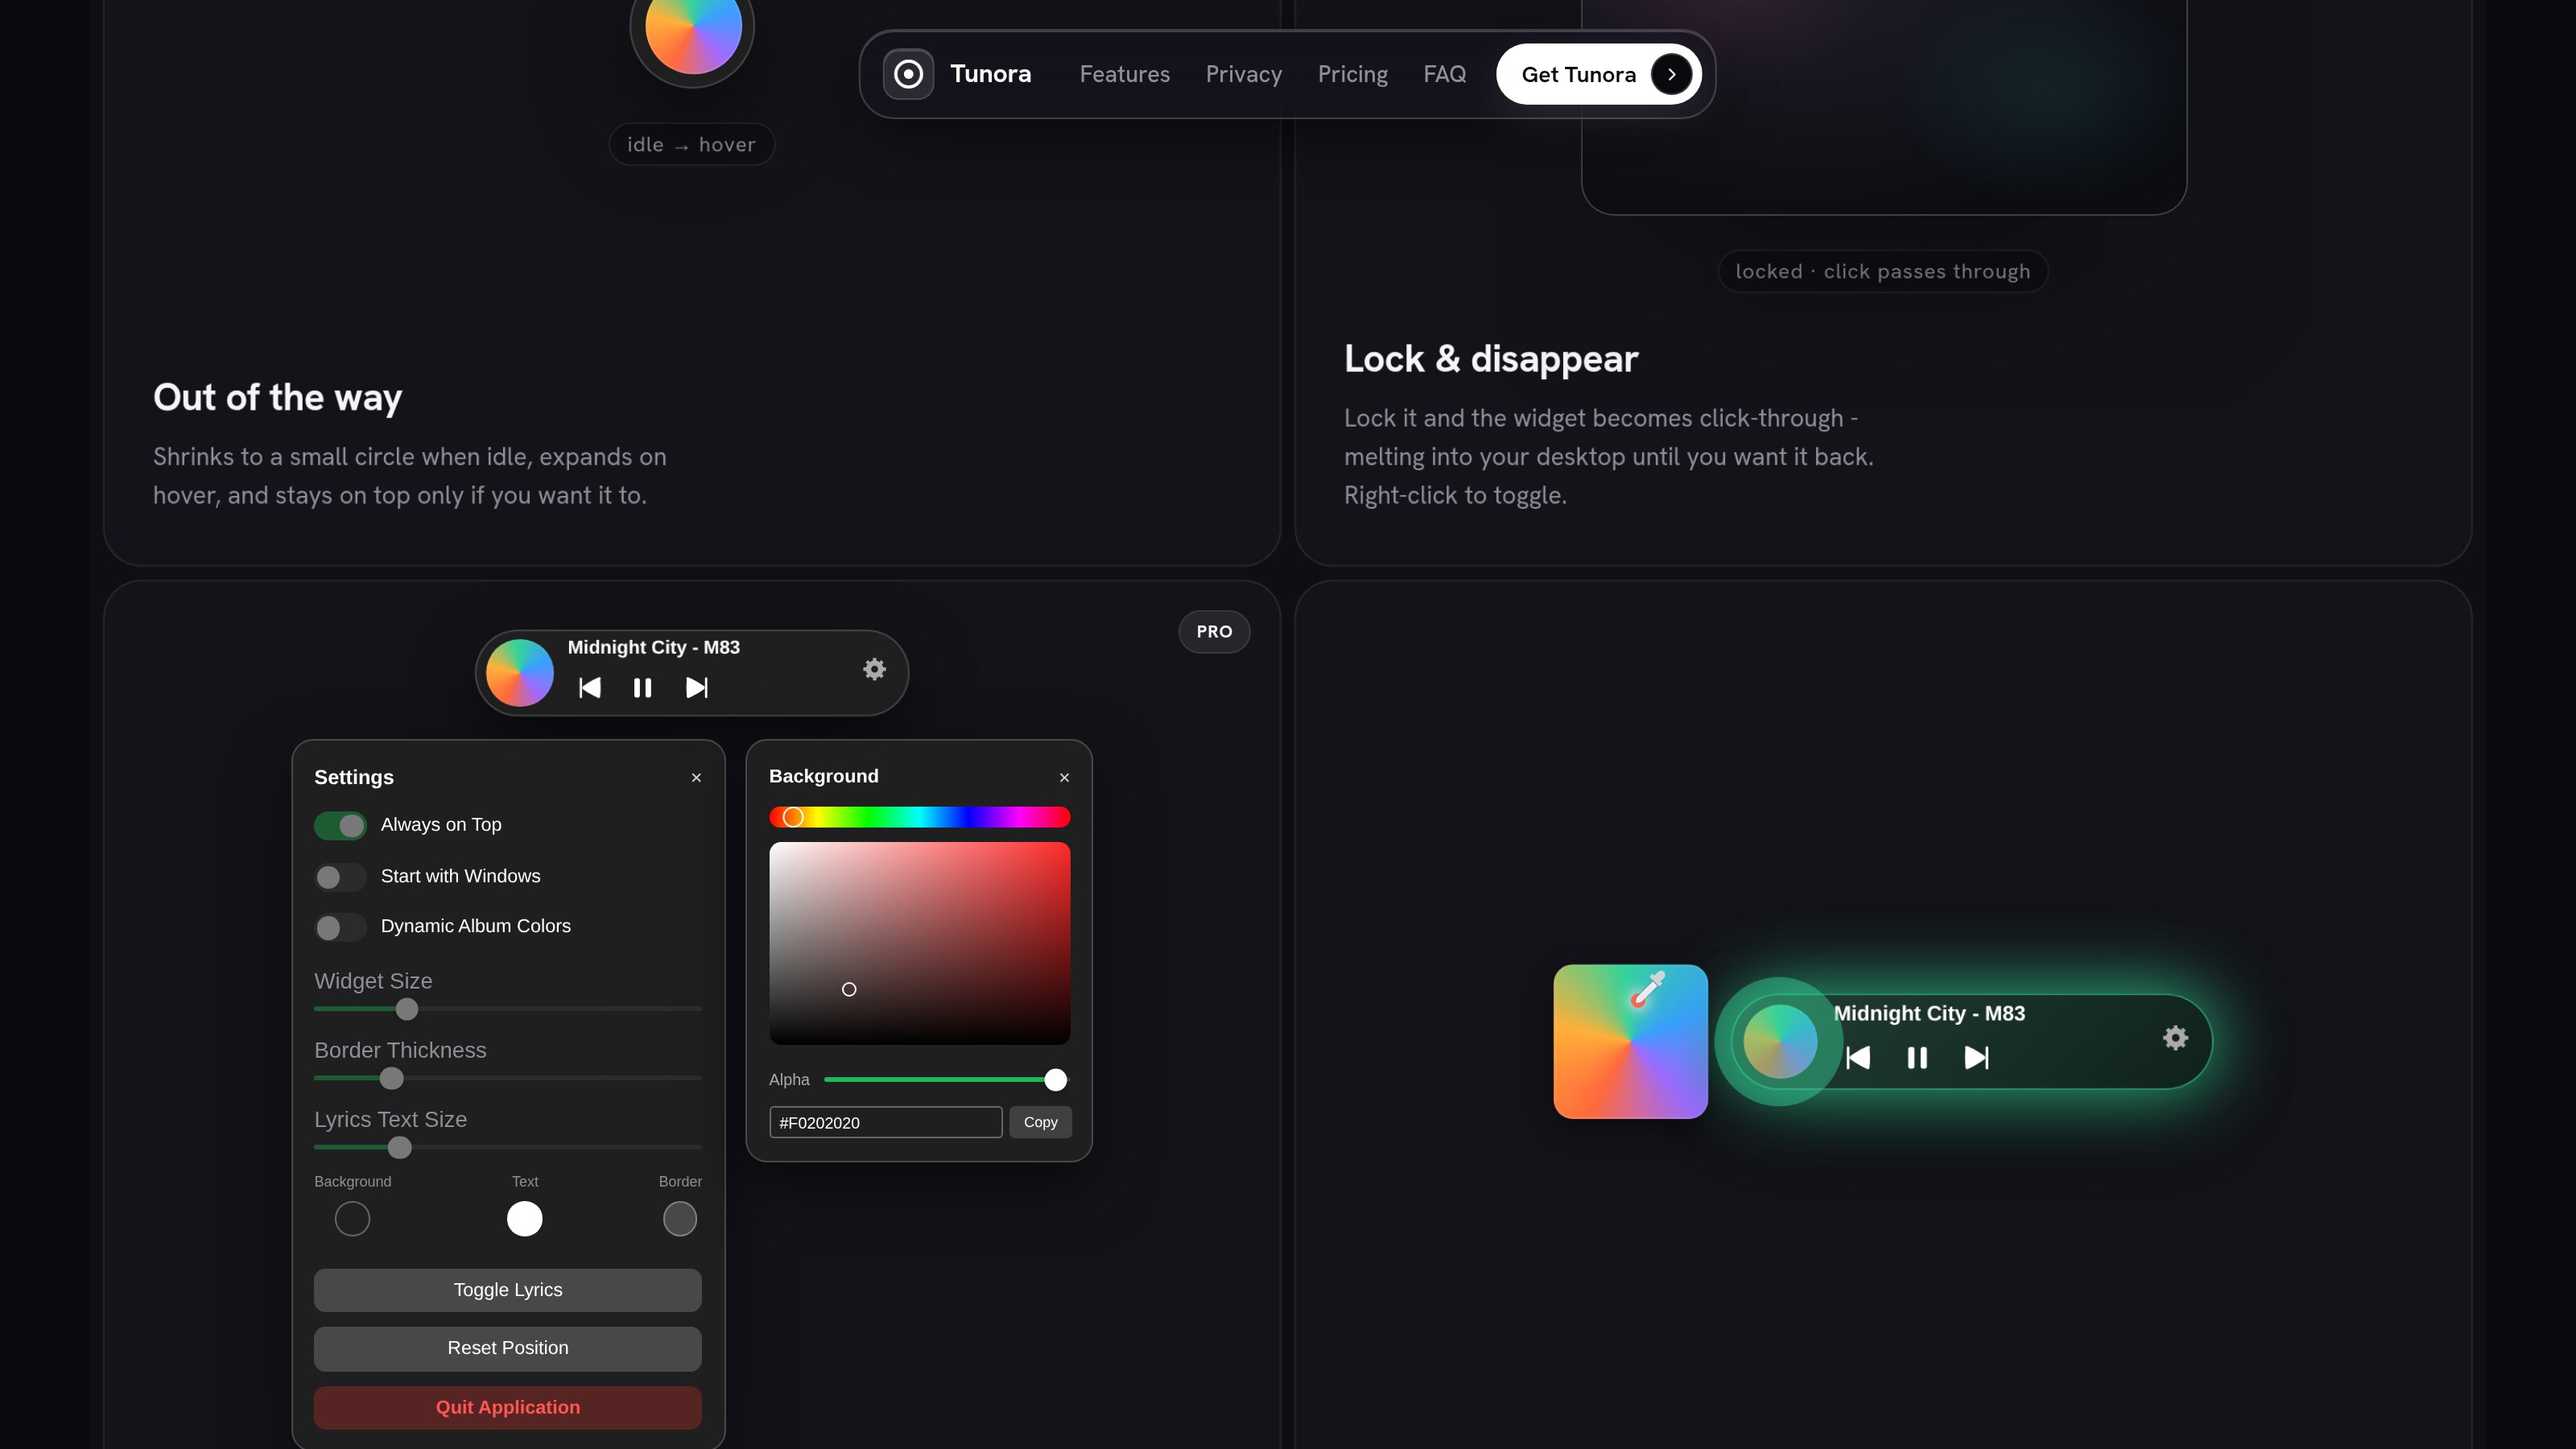 Tunora
Features
Privacy
Pricing
FAQ
Get Tunora
idle → hover
locked · click passes through
Out of the way
Shrinks to a small circle when idle, expands on
hover, and stays on top only if you want it to.
Lock & disappear
Lock it and the widget becomes click-through -
melting into your desktop until you want it back.
Right-click to toggle.
PRO
Midnight City - M83
Settings
×
Always on Top
Start with Windows
Dynamic Album Colors
Widget Size
Border Thickness
Lyrics Text Size
Background
Text
Border
Toggle Lyrics
Reset Position
Quit Application
Background
×
Alpha
#F0202020
Copy
Midnight City - M83